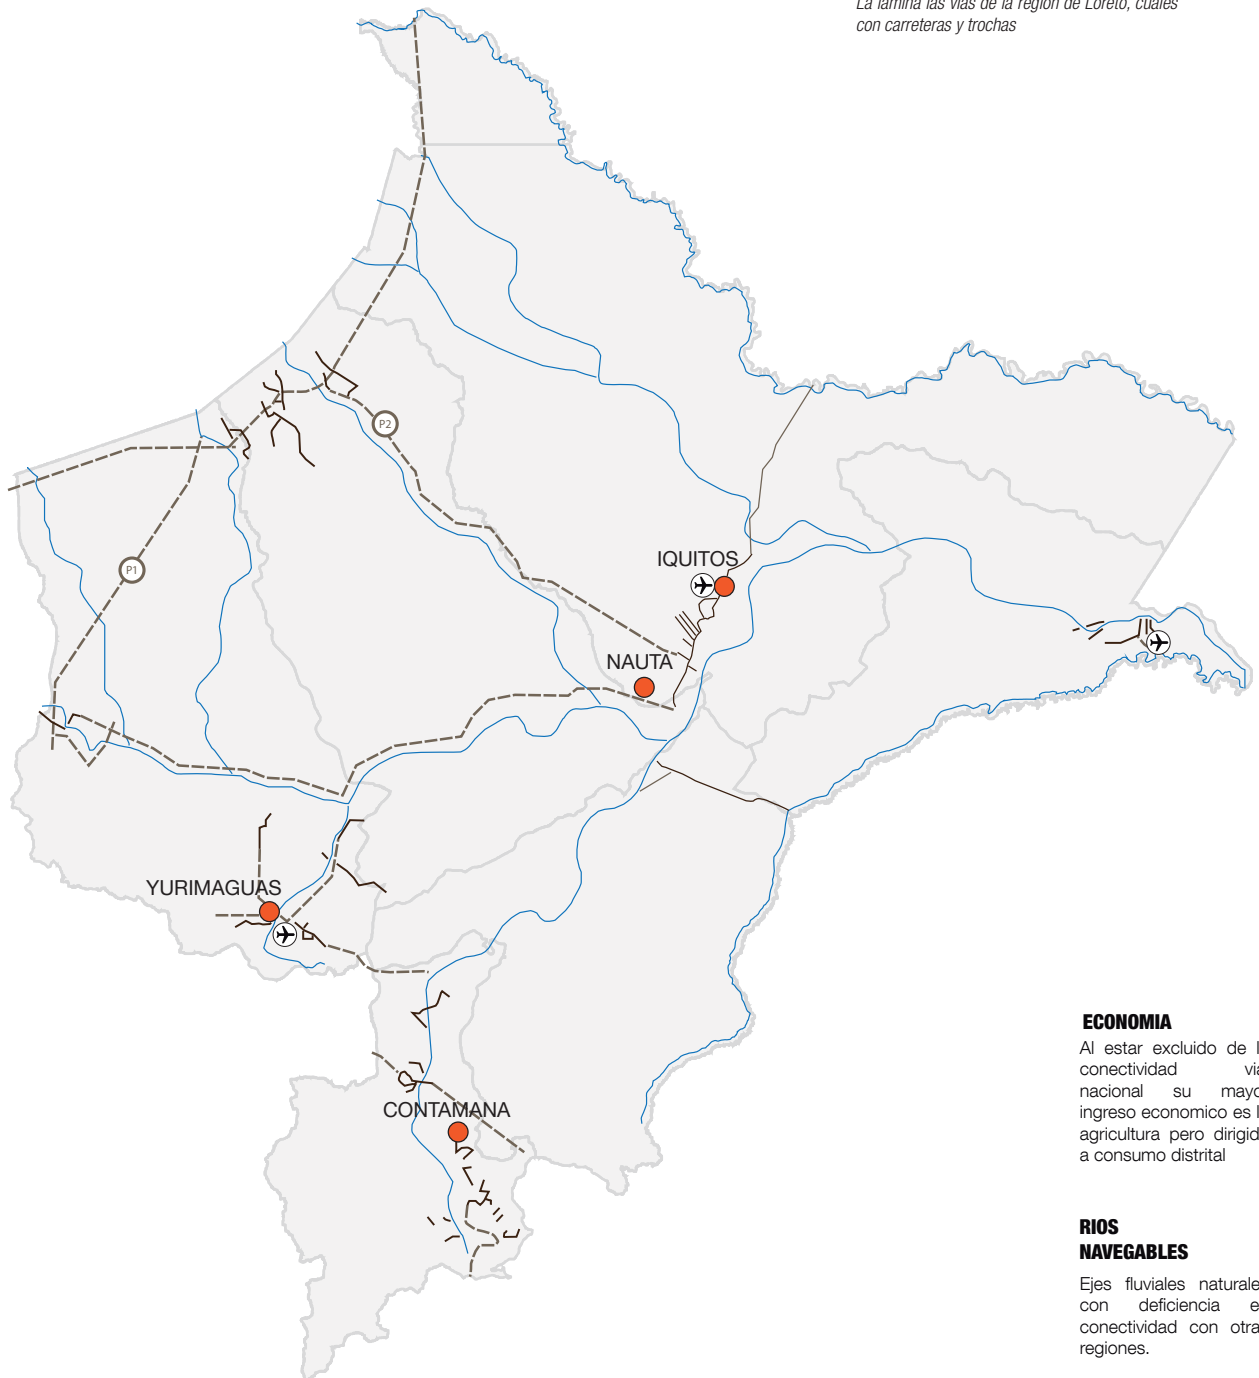 La lámina las vías de la región de Loreto, cuales
con carreteras y trochas
P2
IQUITOS
P1
NAUTA
YURIMAGUAS
CONTAMANA
ECONOMIA
Al estar excluido de l
conectividad via
nacional su mayo
ingreso economico es l
agricultura pero dirigid
a consumo distrital
RIOS
NAVEGABLES
Ejes fluviales naturale
con deficiencia e
conectividad con otra
regiones.